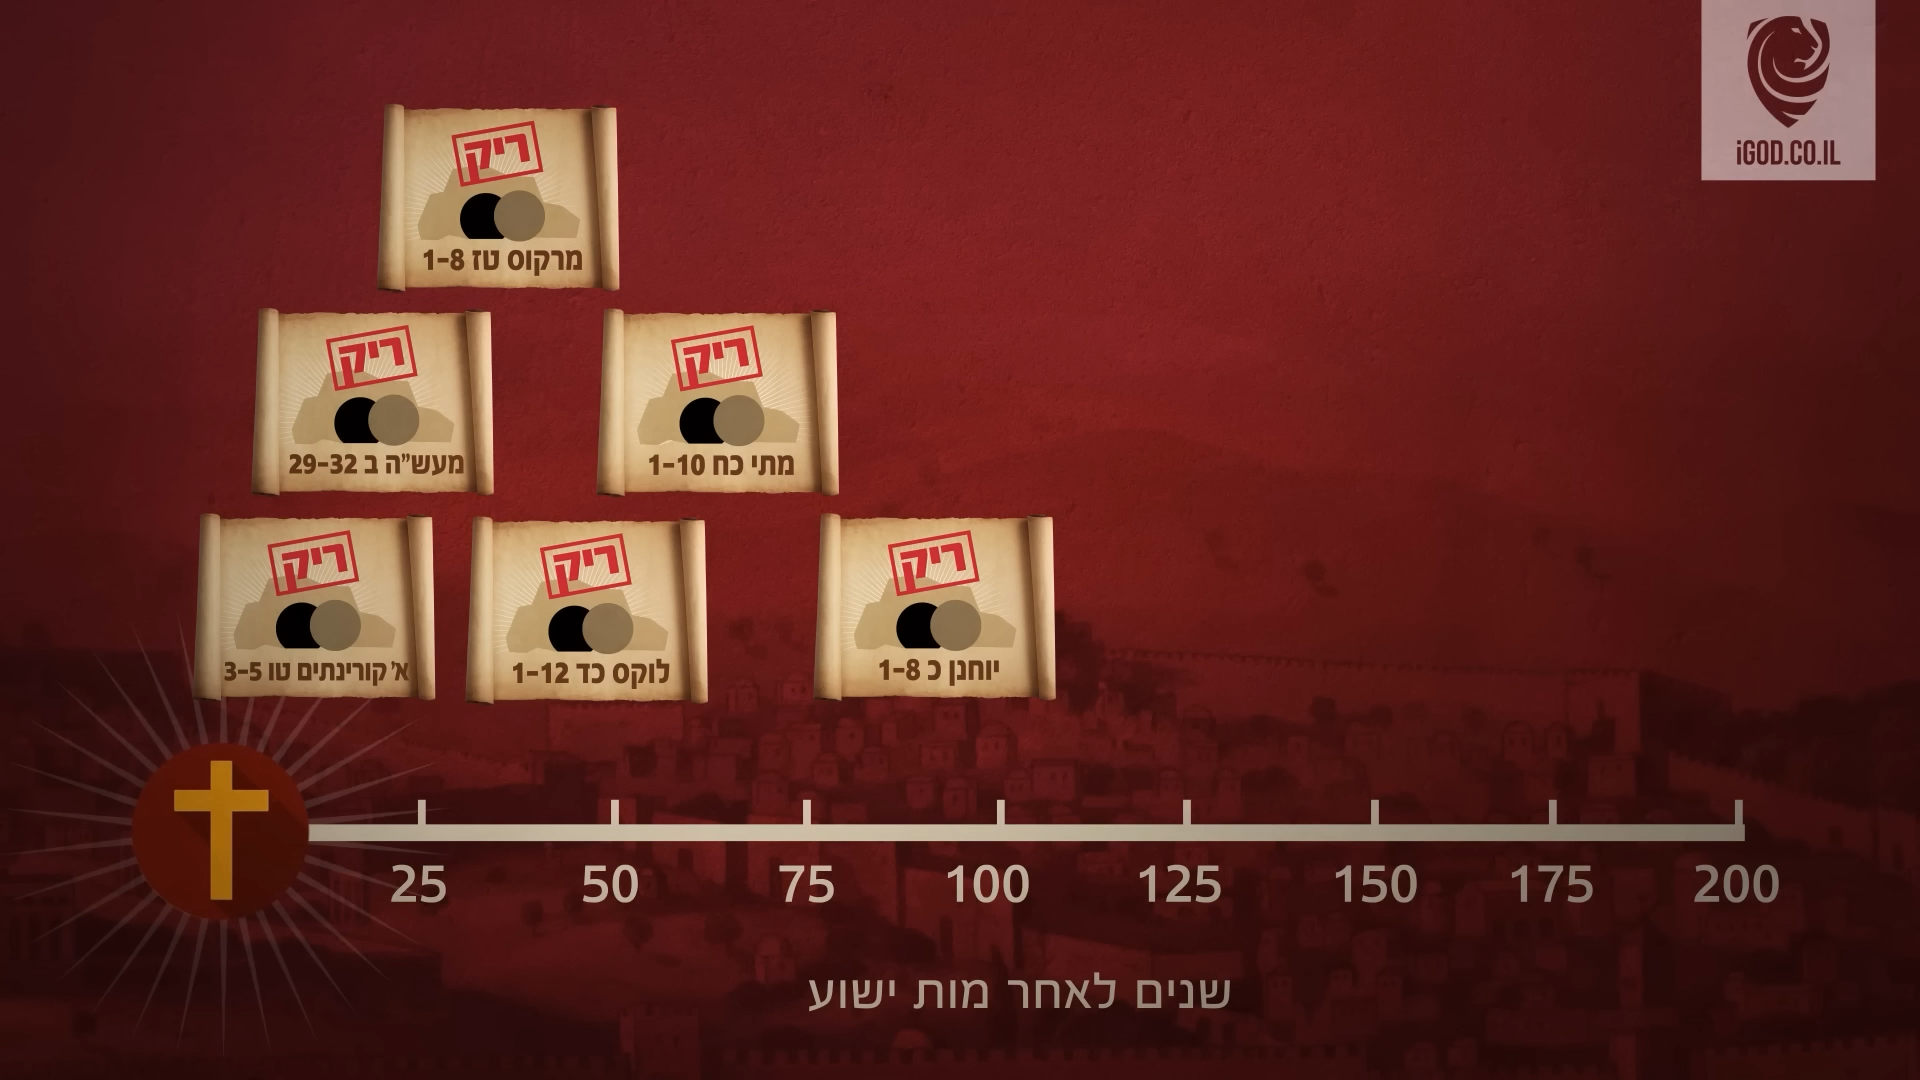 iGOD.CO.IL
ריק
מרקוס טז 1-8
ריק
מתי כח 1-10
ריק
מעש"ה ב 29-32
ריק
יוחנן כ 1-8
ריק
לוקס כד 1-12
ריק
א' קורינתים טו 3-5
25 50 75 100 125 150 175 200
שנים לאחר מות ישוע